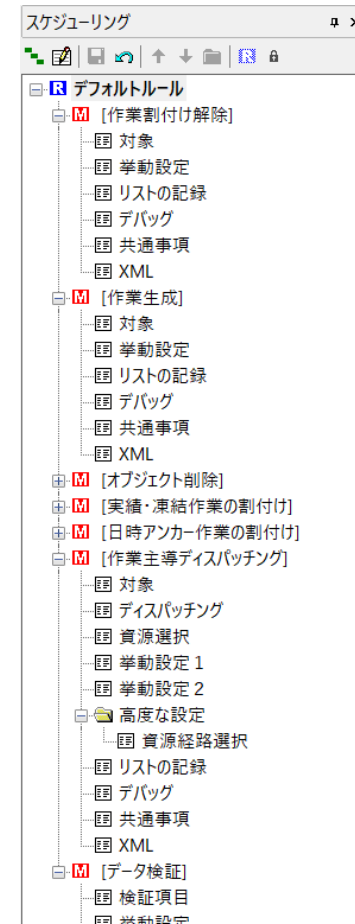 スケジューリング
R デフォルトルール
M [作業割付け解除]
対象
挙動設定
リストの記録
デバッグ
共通事項
XML
M [作業生成]
対象
挙動設定
リストの記録
デバッグ
共通事項
XML
M [オブジェクト削除]
M [実績・凍結作業の割付け]
M [日時アンカー作業の割付け]
M [作業主導ディスパッチング]
対象
ディスパッチング
資源選択
挙動設定1
挙動設定2
高度な設定
資源経路選択
リストの記録
デバッグ
共通事項
XML
M [データ検証]
検証項目
挙動設定